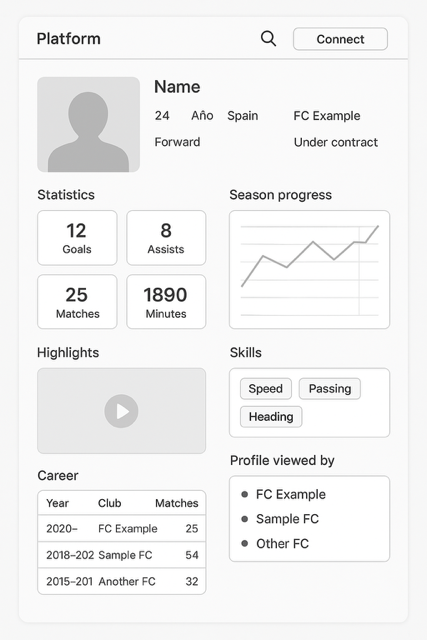 Platform
Connect
Name
24 Año Spain FC Example
Forward Under contract
Statistics
12
Goals
8
Assists
25
Matches
1890
Minutes
Season progress
Highlights
Skills
Speed Passing
Heading
Career
Year Club Matches
2020– FC Example 25
2018–202 Sample FC 54
2015–201 Another FC 32
Profile viewed by
FC Example
Sample FC
Other FC